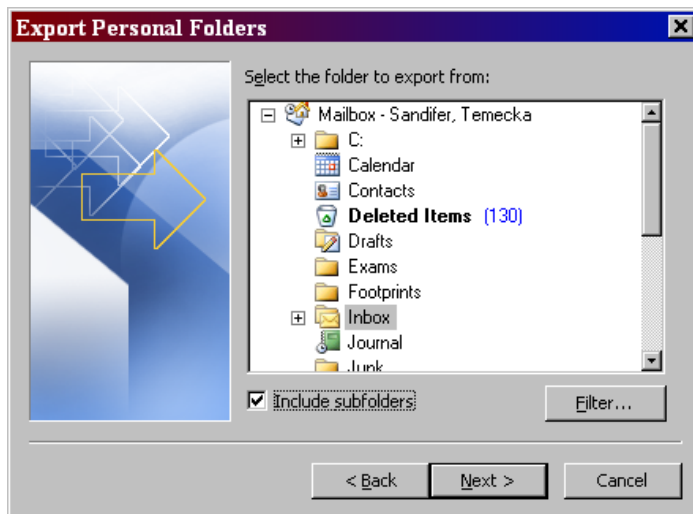 Export Personal Folders
Select the folder to export from:
Mailbox - Sandifer, Temecka
C:
Calendar
Contacts
Deleted Items (130)
Drafts
Exams
Footprints
Inbox
Journal
Junk
Include subfolders
Filter...
< Back
Next >
Cancel